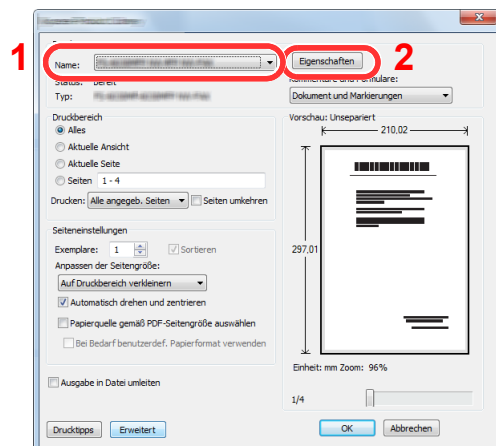 1
2
Name:
Eigenschaften
Status: Bereit
Kommentare und Formulare:
Typ:
Dokument und Markierungen
Druckbereich
Alles
Aktuelle Ansicht
Aktuelle Seite
Seiten 1 - 4
Drucken: Alle angegeb. Seiten
Seiten umkehren
Vorschau: Unsepariert
210,02
297,01
Seiteneinstellungen
Exemplare: 1
Sortieren
Anpassen der Seitengröße:
Auf Druckbereich verkleinern
Automatisch drehen und zentrieren
Papierquelle gemäß PDF-Seitengröße auswählen
Bei Bedarf benutzerdef. Papierformat verwenden
Einheit: mm Zoom: 96%
Ausgabe in Datei umleiten
1/4
Drucktipps
Erweitert
OK
Abbrechen